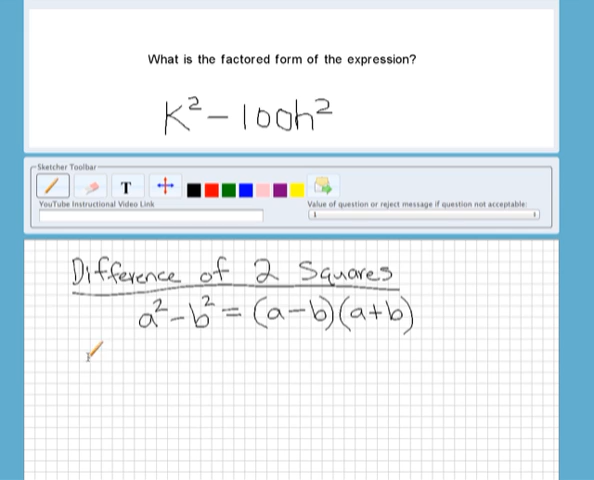 What is the factored form of the expression?
K² - 100h²
Sketcher Toolbar
T
YouTube Instructional Video Link
Value of question or reject message if question not acceptable:
1
Difference of 2 Squares
a² - b² = (a - b)(a + b)